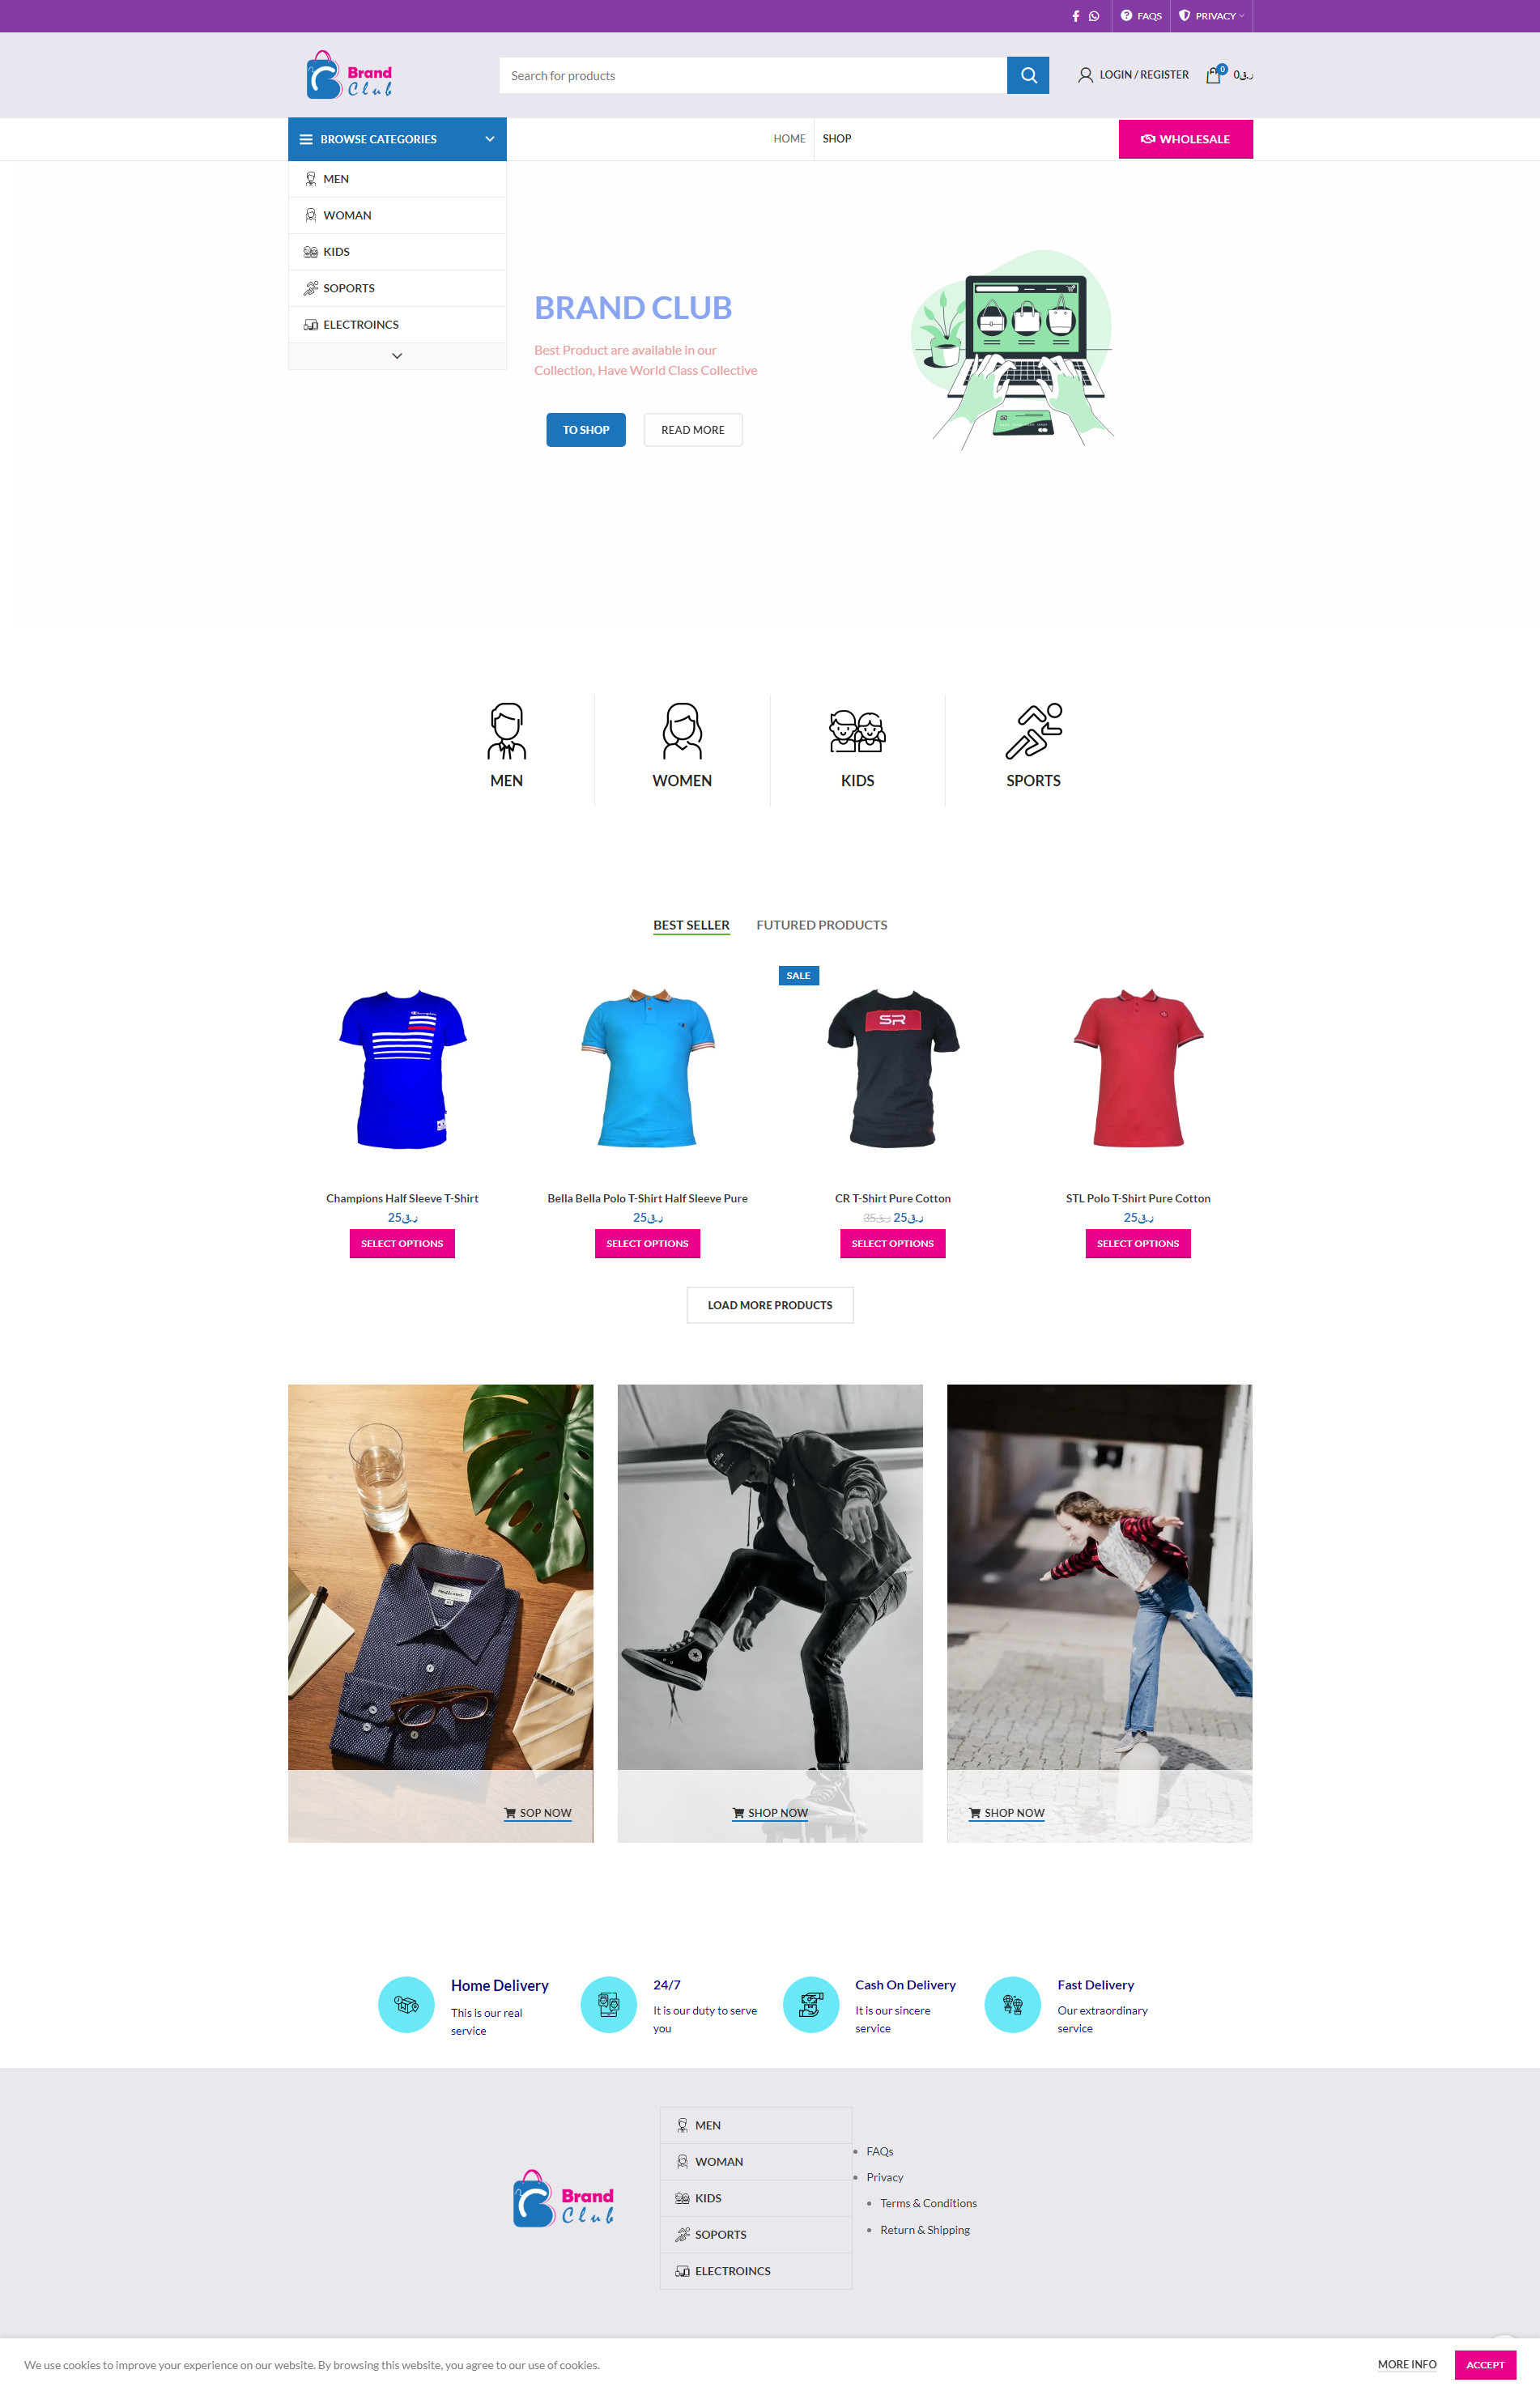 FAQS
PRIVACY
Brand
Club
Search for products
LOGIN / REGISTER
0
0ر.ق
BROWSE CATEGORIES
HOME
SHOP
WHOLESALE
MEN
WOMAN
KIDS
SOPORTS
ELECTROINCS
BRAND CLUB
Best Product are available in our
Collection, Have World Class Collective
TO SHOP
READ MORE
MEN
WOMEN
KIDS
SPORTS
BEST SELLER
FUTURED PRODUCTS
SALE
Champion
SR
Champions Half Sleeve T-Shirt
25ر.ق
SELECT OPTIONS
Bella Bella Polo T-Shirt Half Sleeve Pure
25ر.ق
SELECT OPTIONS
CR T-Shirt Pure Cotton
35ر.ق 25ر.ق
SELECT OPTIONS
STL Polo T-Shirt Pure Cotton
25ر.ق
SELECT OPTIONS
LOAD MORE PRODUCTS
SOP NOW
SHOP NOW
SHOP NOW
Home Delivery
This is our real
service
24/7
It is our duty to serve
you
Cash On Delivery
It is our sincere
service
Fast Delivery
Our extraordinary
service
Brand
Club
MEN
WOMAN
KIDS
SOPORTS
ELECTROINCS
FAQs
Privacy
Terms & Conditions
Return & Shipping
We use cookies to improve your experience on our website. By browsing this website, you agree to our use of cookies.
MORE INFO
ACCEPT